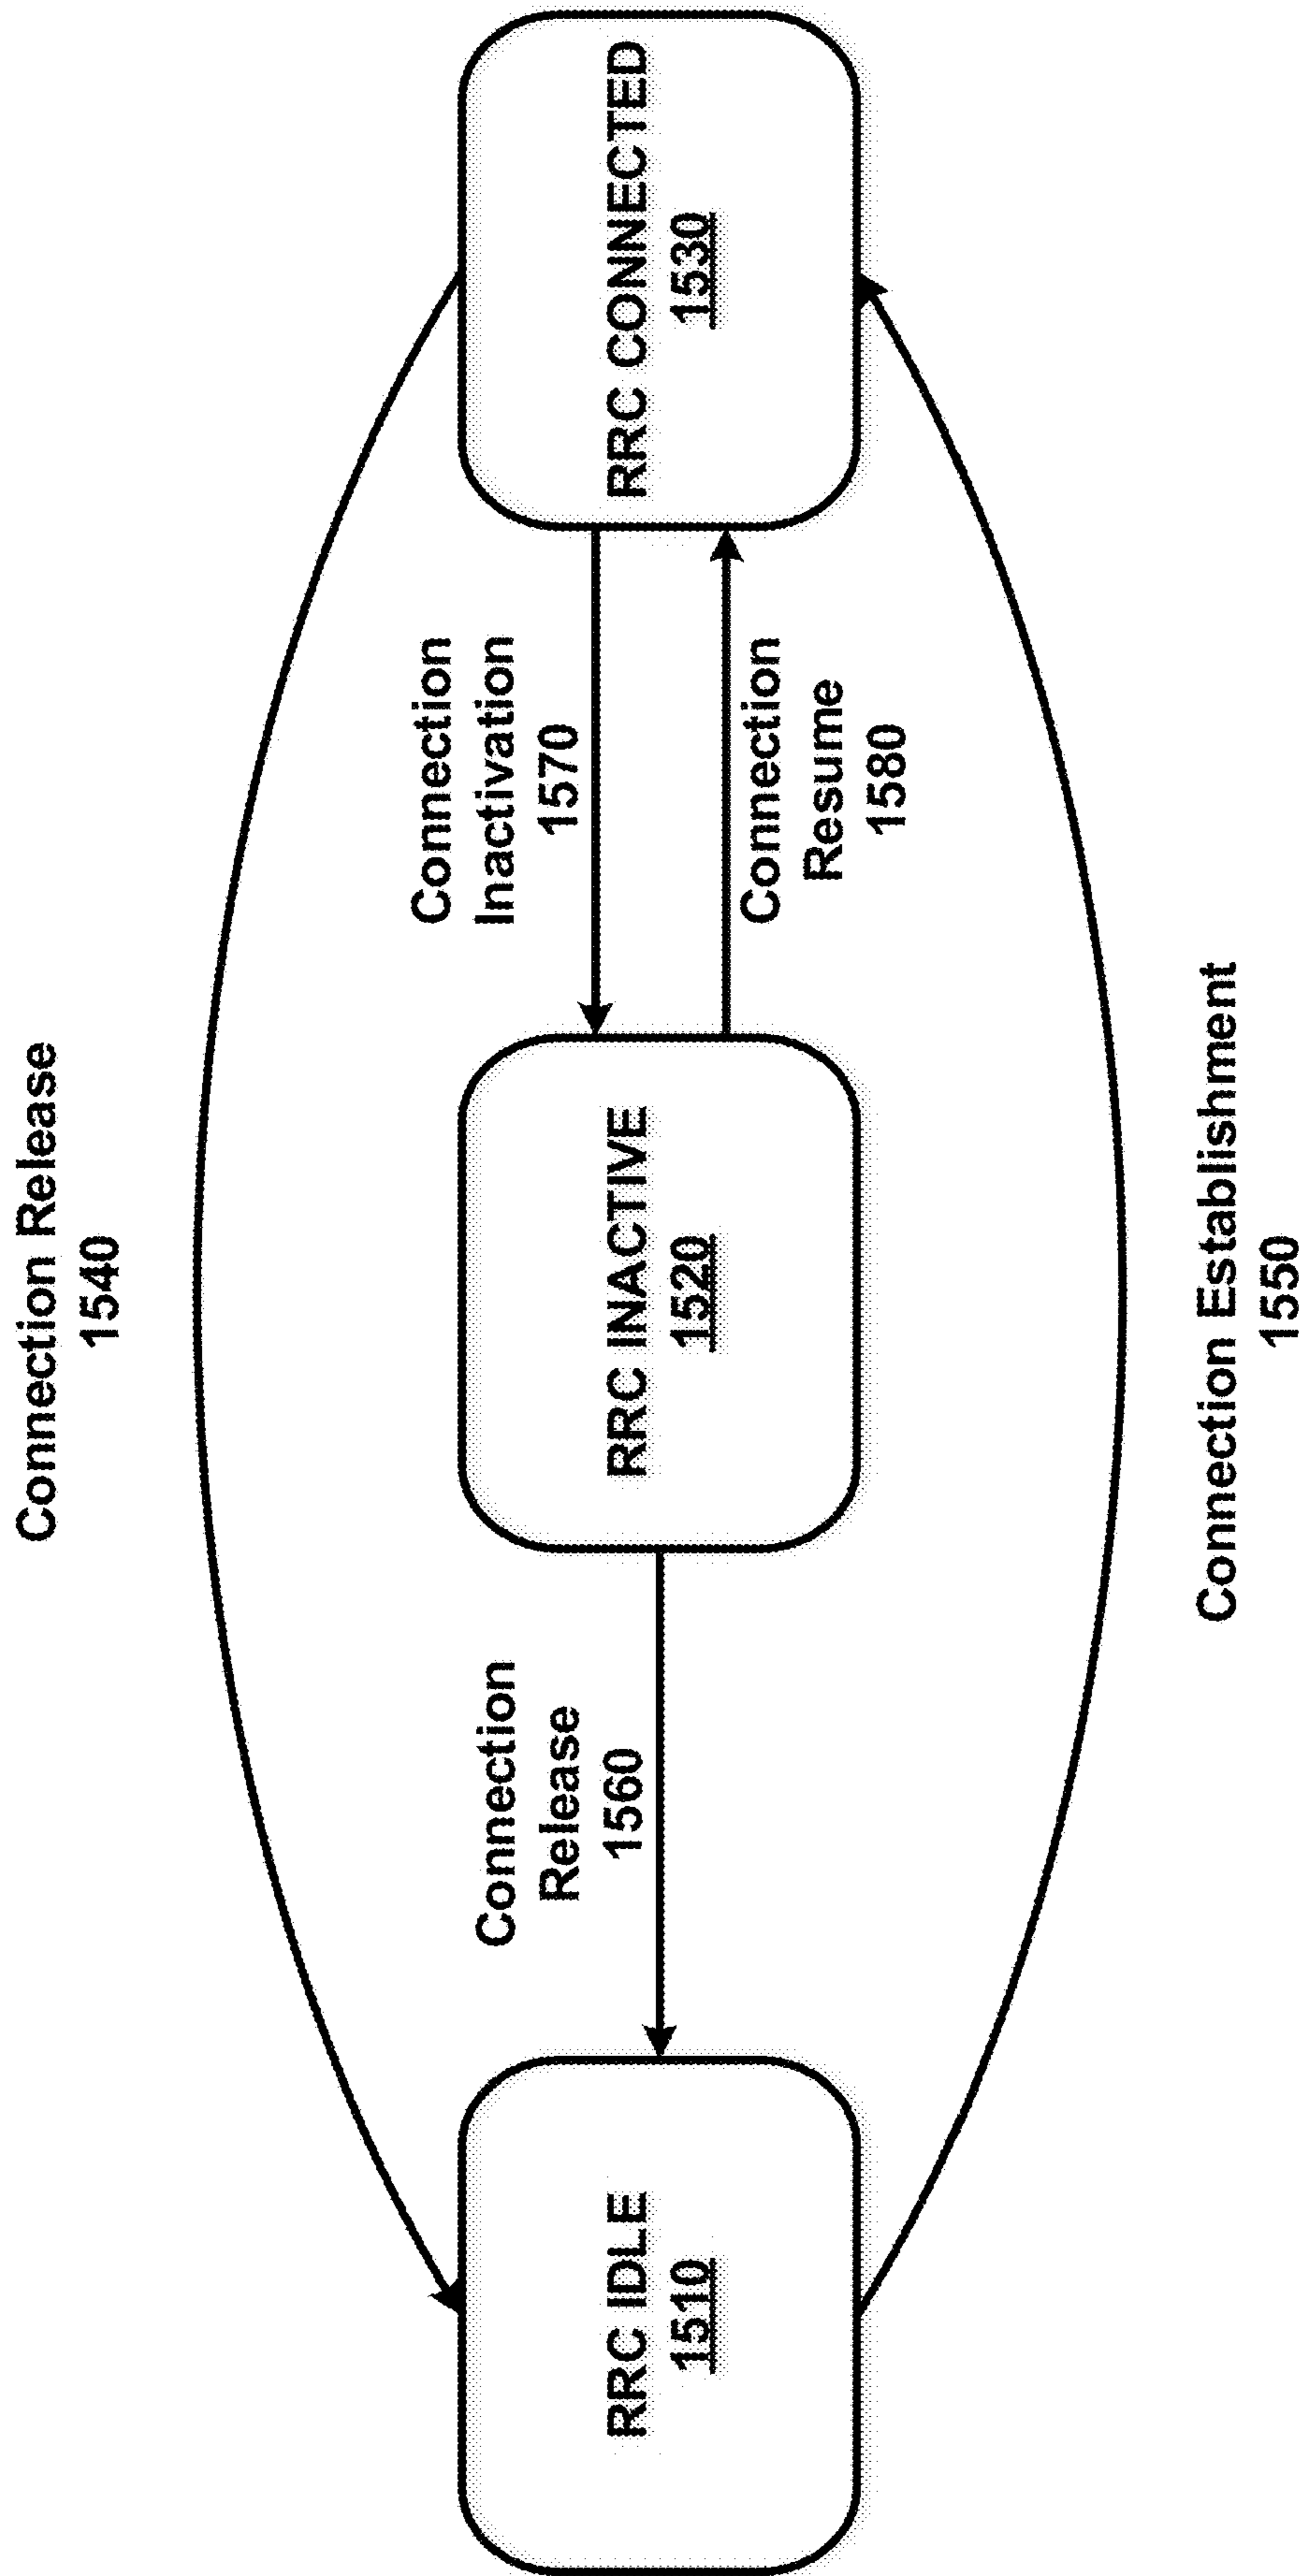 Connection Release
1540
RRC IDLE
1510
Connection
Release
1560
RRC INACTIVE
1520
Connection
Inactivation
1570
Connection
Resume
1580
RRC CONNECTED
1530
Connection Establishment
1550